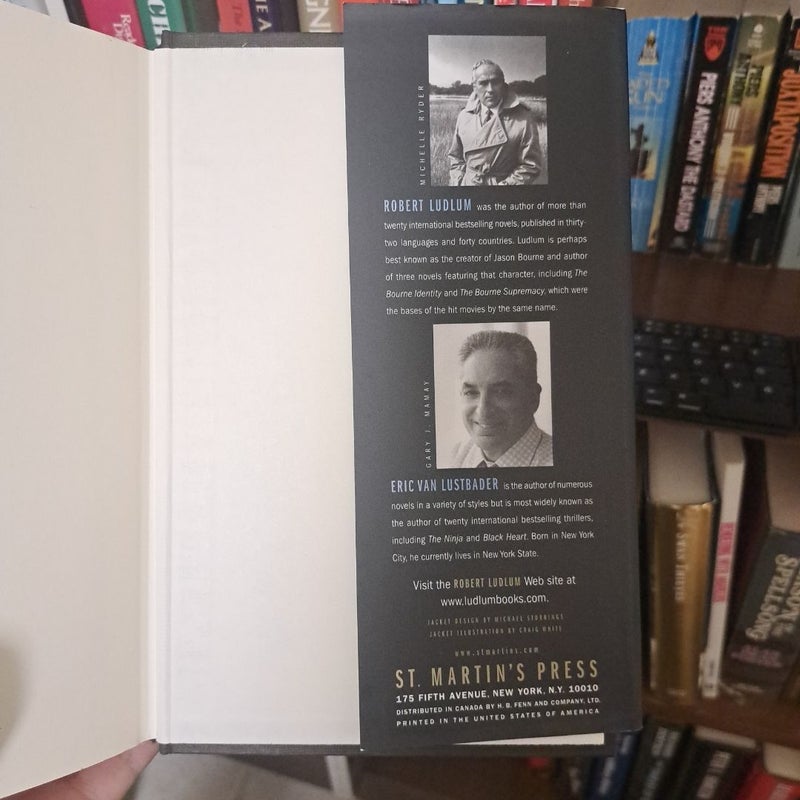 MICHELLE RYDER
ROBERT LUDLUM was the author of more than
twenty international bestselling novels, published in thirty-
two languages and forty countries. Ludlum is perhaps
best known as the creator of Jason Bourne and author
of three novels featuring that character, including The
Bourne Identity and The Bourne Supremacy, which were
the bases of the hit movies by the same name.
GARY J. MAMAY
ERIC VAN LUSTBADER is the author of numerous
novels in a variety of styles but is most widely known as
the author of twenty international bestselling thrillers,
including The Ninja and Black Heart. Born in New York
City, he currently lives in New York State.
Visit the ROBERT LUDLUM Web site at
www.ludlumbooks.com.
JACKET DESIGN BY MICHAEL STORRINGS
JACKET ILLUSTRATION BY CRAIG WHITE
www.stmartins.com
ST. MARTIN'S PRESS
175 FIFTH AVENUE, NEW YORK, N.Y. 10010
DISTRIBUTED IN CANADA BY H. B. FENN AND COMPANY, LTD.
PRINTED IN THE UNITED STATES OF AMERICA
PIERS ANTHONY
JUXTAPOSITION
SPELLSONG